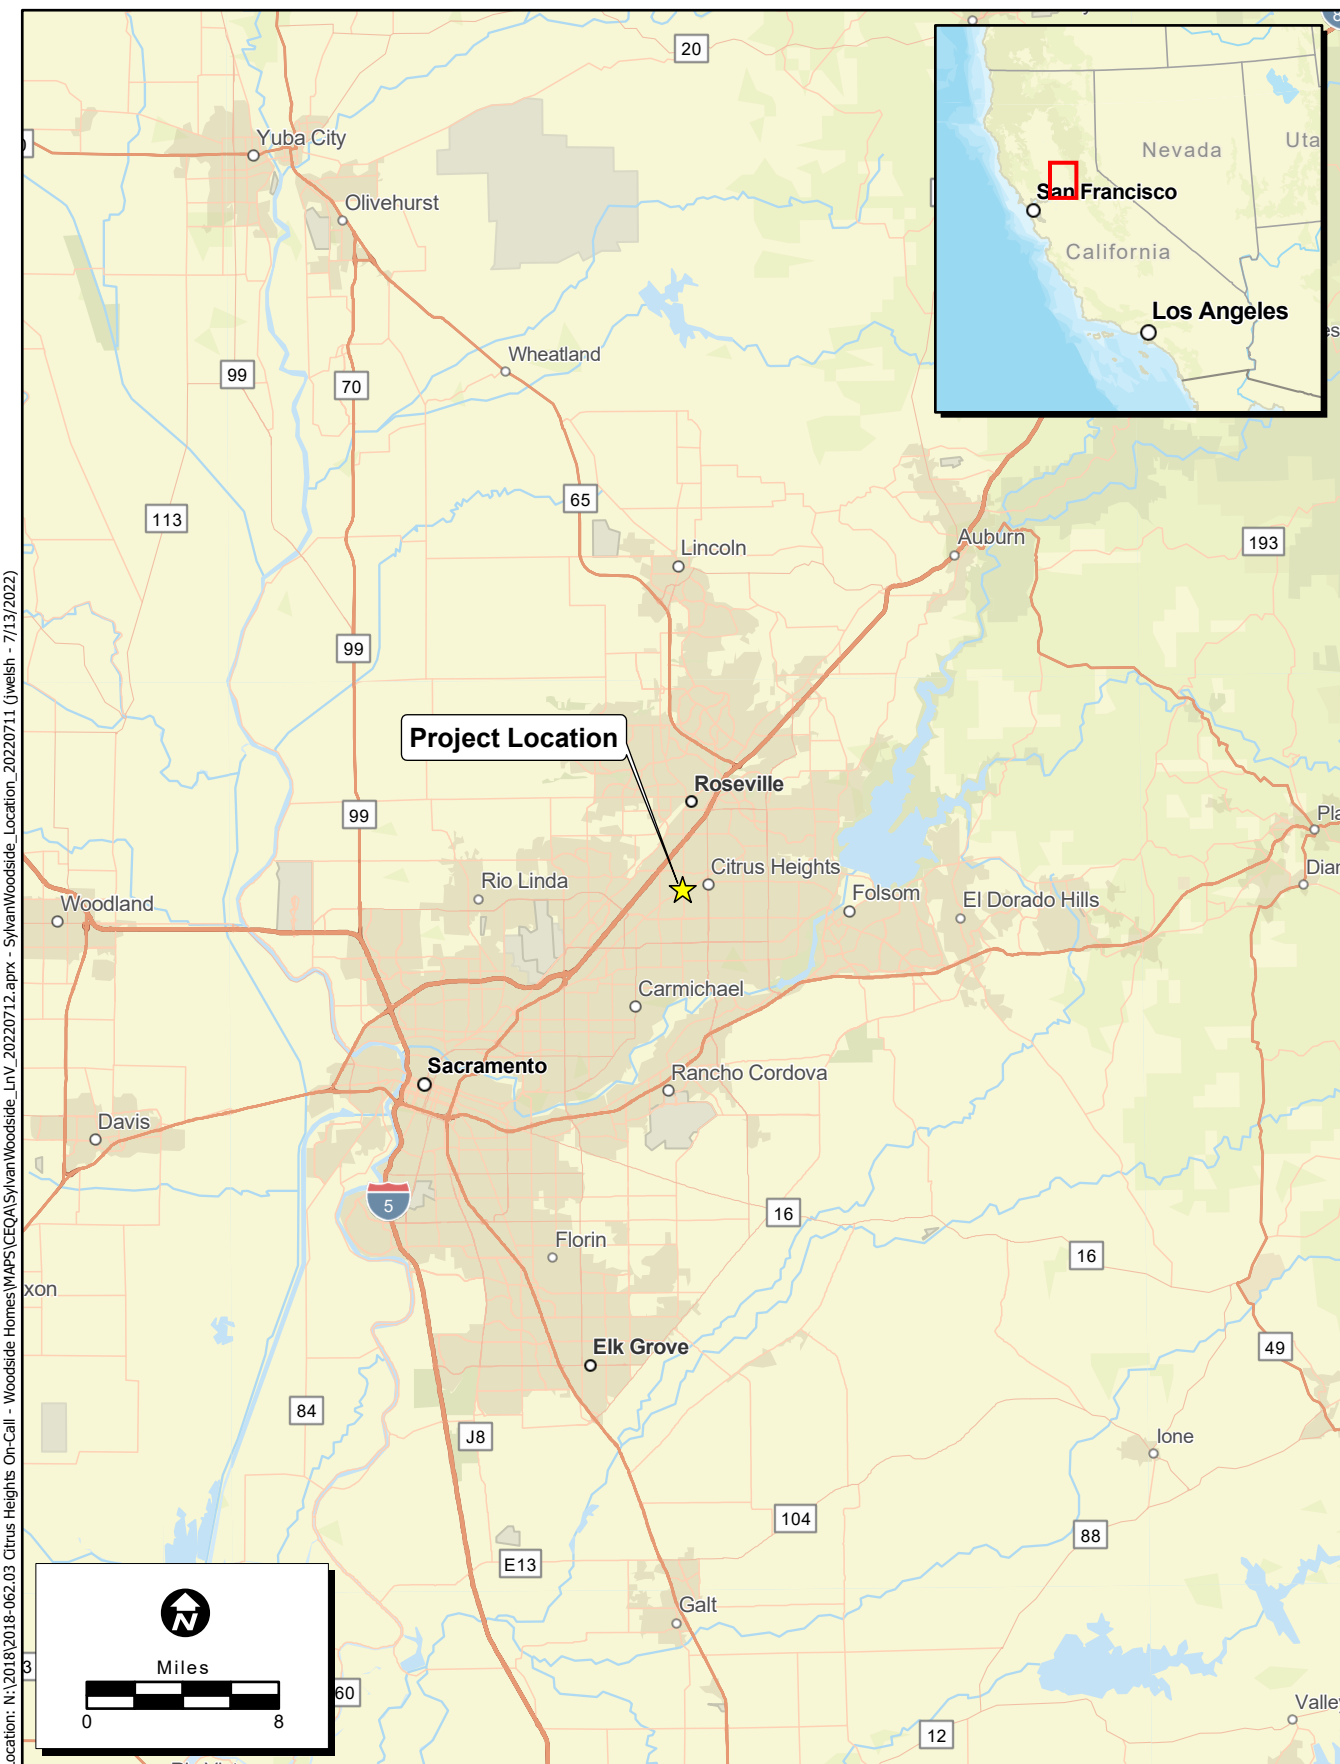 20
Yuba City
Olivehurst
Nevada
San Francisco
California
Los Angeles
Wheatland
99
70
65
113
Lincoln
Auburn
193
99
Project Location
Roseville
99
Citrus Heights
Rio Linda
Folsom
El Dorado Hills
Woodland
Carmichael
Sacramento
Rancho Cordova
Davis
5
16
Florin
16
Elk Grove
49
84
J8
Ione
104
88
E13
Galt
N
Miles
0 8
60
12
ocation: N:\2018\2018-062.03 Citrus Heights On-Call - Woodside Homes\MAPS\CEQA\SylvanWoodside_LnV_20220712.aprx - SylvanWoodside_Location_20220711 (jwelsh - 7/13/2022)